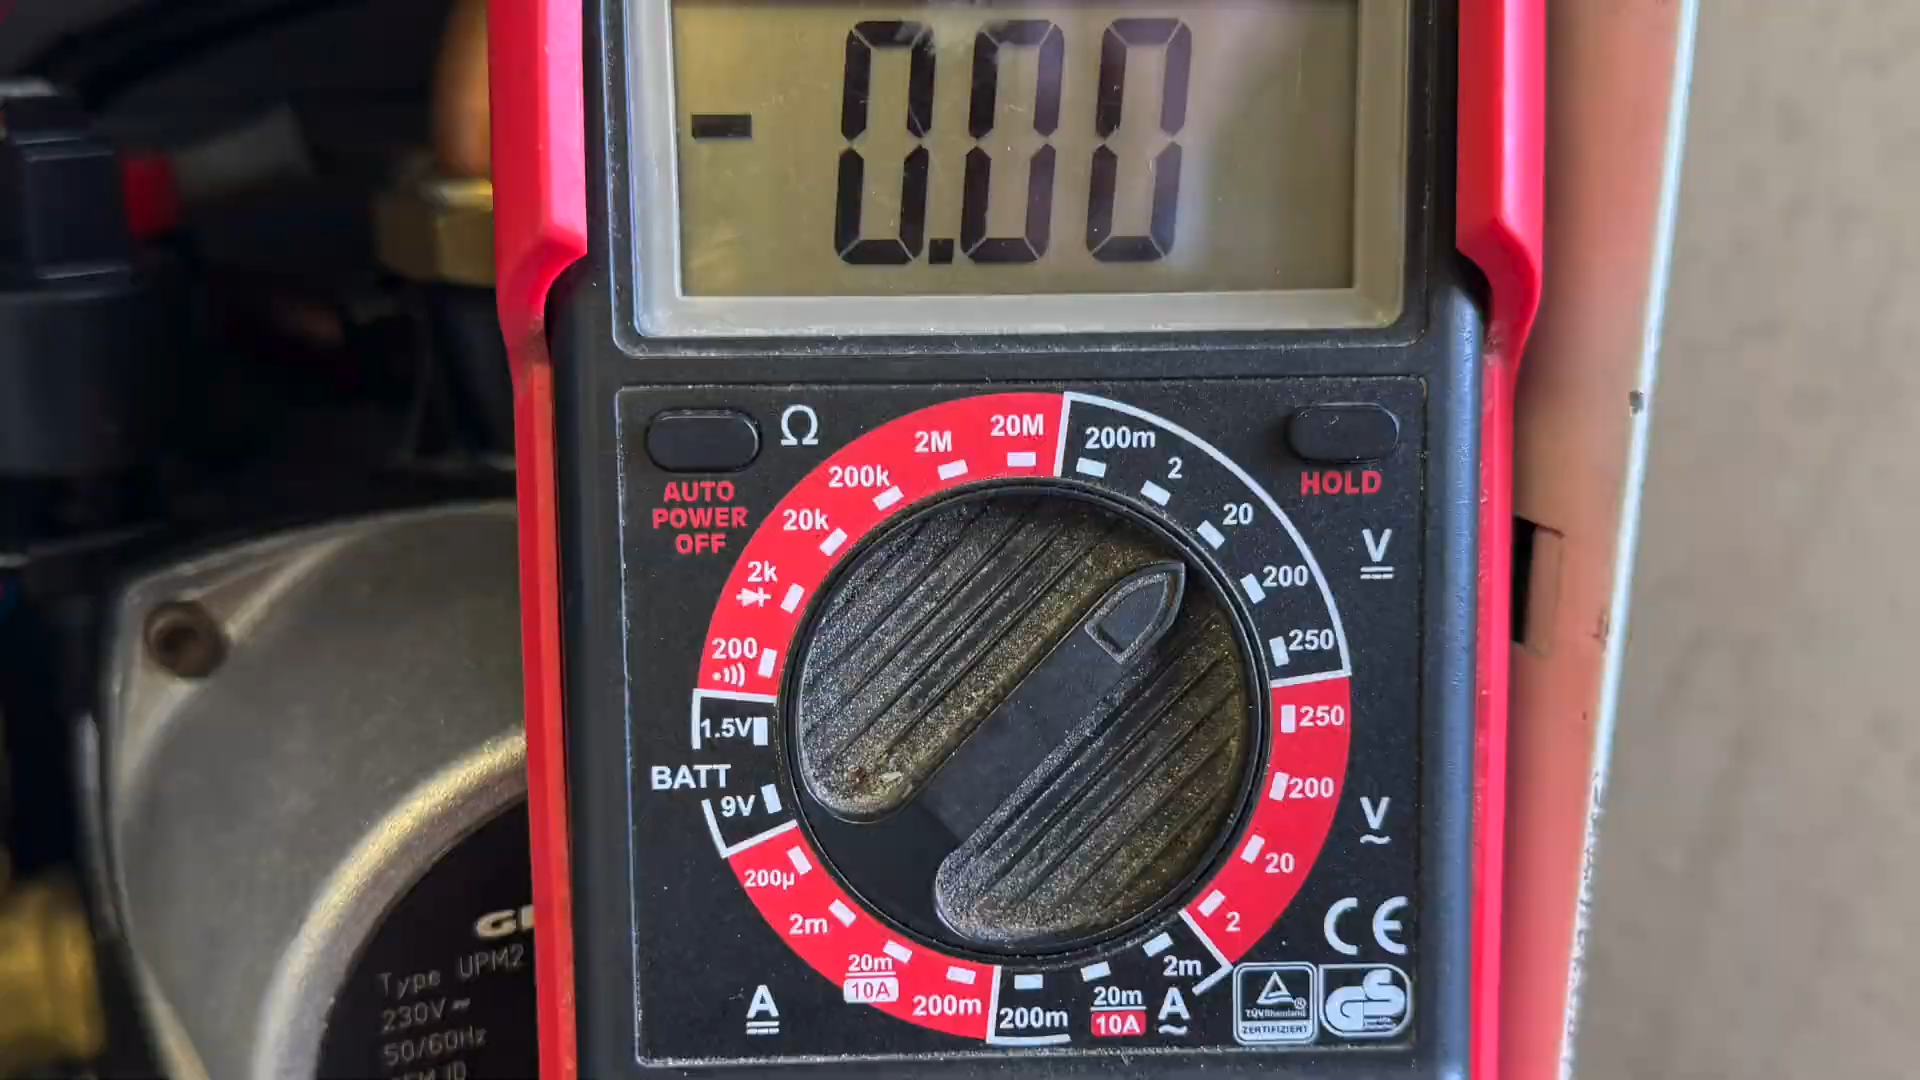 - 0.00
Ω
AUTO
POWER
OFF
HOLD
20M
2M
200k
20k
2k
200
200m
2
20
200
250
V
250
200
20
2
V
~
1.5V
BATT
9V
200µ
2m
20m
10A
200m
A
200m
20m
10A
2m
A
~
CE
TÜVRheinland
ZERTIFIZIERT
GS
Type UPM2
230V ~
50/60Hz